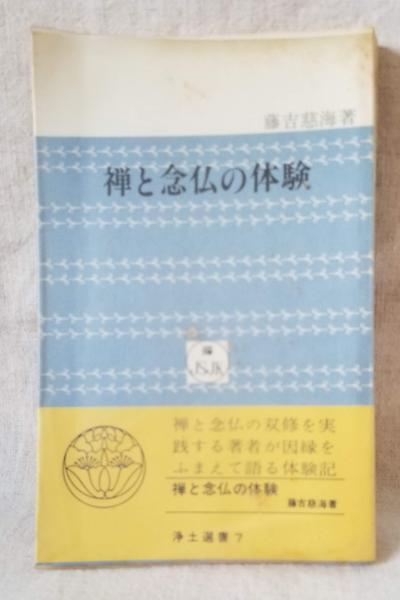 藤吉慈海著
禅と念仏の体験
JSJK
禅と念仏の双修を実
践する著者が因縁を
ふまえて語る体験記
禅と念仏の体験
藤吉慈海著
浄土選書 7